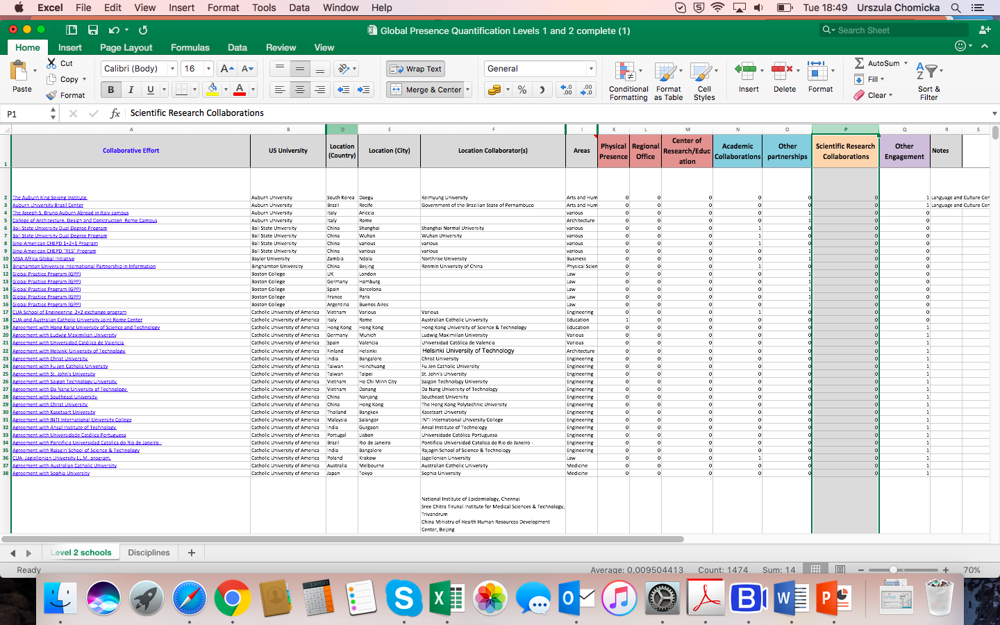 Excel File Edit View Insert Format Tools Data Window Help Tue 18:49 Urszula Chomicka
Global Presence Quantification Levels 1 and 2 complete (1) Search Sheet
Home Insert Page Layout Formulas Data Review View
Paste Cut Copy Format Calibri (Body) 16 A A B I U A Wrap Text Merge & Center General % Conditional Formatting Format as Table Cell Styles Insert Delete Format AutoSum Fill Clear Sort & Filter
P1 fx Scientific Research Collaborations
A B D E F I K L M N O P Q R S
1 Collaborative Effort US University Location (Country) Location (City) Location Collaborator(s) Areas Physical Presence Regional Office Center of Research/Education Academic Collaborations Other partnerships Scientific Research Collaborations Other Engagement Notes
2 The Auburn King Sejong Institute Auburn University South Korea Daegu Keimyung University Arts and Hum 0 0 0 0 0 0 1 Language and Culture Cen
3 Auburn University Brazil Center Auburn University Brazil Recife Government of the Brazilian State of Pernambuco Arts and Hum 0 0 0 0 0 0 1 Language and Culture Cen
4 The Joseph S. Bruno Auburn Abroad in Italy campus Auburn University Italy Ariccia various 0 0 0 0 1 0 0
5 College of Architecture, Design and Construction Rome Campus Auburn University Italy Rome Architecture 0 0 0 0 1 0 0
6 Ball State University Dual Degree Program Ball State University China Shanghai Shanghai Normal University various 0 0 0 1 0 0 0
7 Ball State University Dual Degree Program Ball State University China Wuhan Wuhan University various 0 0 0 1 0 0 0
8 Sino-American CHEPD 1+2+1 Program Ball State University China various various various 0 0 0 1 0 0 0
9 Sino-American CHEPD "YES" Program Ball State University China various various various 0 0 0 0 1 0 0
10 MBA Africa Global Initiative Baylor University Zambia Ndola Northrise University Business 0 0 0 0 1 0 0
11 Binghamton University International Partnership in Information Binghamton University China Beijing Renmin University of China Physical Scien 0 0 0 1 0 0 0
12 Global Practice Program (GPP) Boston College UK London Law 0 0 0 0 1 0 0
13 Global Practice Program (GPP) Boston College Germany Hamburg Law 0 0 0 0 1 0 0
14 Global Practice Program (GPP) Boston College Spain Barcelona Law 0 0 0 0 1 0 0
15 Global Practice Program (GPP) Boston College France Paris Law 0 0 0 0 1 0 0
16 Global Practice Program (GPP) Boston College Argentina Buenos Aires Law 0 0 0 0 1 0 0
17 CUA School of Engineering 2+2 exchange program Catholic University of America Vietnam Various Various Engineering 0 0 0 1 0 0 0
18 CUA and Australian Catholic University Joint Rome Center Catholic University of America Italy Rome Australian Catholic University Education 1 0 0 0 0 0 0
19 Agreement with Hong Kong University of Science and Technology Catholic University of America Hong Kong Hong Kong Hong Kong University of Science & Technology Education 0 0 0 0 0 0 1
20 Agreement with Ludwig Maximilian University Catholic University of America Germany Munich Ludwig Maximilian University Various 0 0 0 0 0 0 1
21 Agreement with Universidad Católica de Valencia Catholic University of America Spain Valencia Universidad Católica de Valencia Various 0 0 0 0 0 0 1
22 Agreement with Helsinki University of Technology Catholic University of America Finland Helsinki Helsinki University of Technology Architecture 0 0 0 0 0 0 1
23 Agreement with Christ University Catholic University of America India Bangalore Christ University Engineering 0 0 0 0 0 0 1
24 Agreement with Fu Jen Catholic University Catholic University of America Taiwan Hsinchuang Fu Jen Catholic University Engineering 0 0 0 0 0 0 1
25 Agreement with St. John's University Catholic University of America Taiwan Taipei St. John's University Engineering 0 0 0 0 0 0 1
26 Agreement with Saigon Technology University Catholic University of America Vietnam Ho Chi Minh City Saigon Technology University Engineering 0 0 0 0 0 0 1
27 Agreement with Da Nang University of Technology Catholic University of America Vietnam Danang Da Nang University of Technology Engineering 0 0 0 0 0 0 1
28 Agreement with Southeast University Catholic University of America China Nanjang Southeast University Engineering 0 0 0 0 0 0 1
29 Agreement with Christ University Catholic University of America China Hong Kong The Hong Kong Polytechnic University Engineering 0 0 0 0 0 0 1
30 Agreement with Kasetsart University Catholic University of America Thailand Bangkok Kasetsart University Engineering 0 0 0 0 0 0 1
31 Agreement with INTI International University College Catholic University of America Malaysia Salangor INTI International University College Engineering 0 0 0 0 0 0 1
32 Agreement with Ansal Institute of Technology Catholic University of America India Gurgaon Ansal Institute of Technology Engineering 0 0 0 0 0 0 1
33 Agreement with Universidade Católica Portuguesa Catholic University of America Portugal Lisbon Universidade Católica Portuguesa Engineering 0 0 0 0 0 0 1
34 Agreement with Pontificia Universidad Catolica do Rio de Janeiro - Catholic University of America Brazil Rio de Janeiro Pontificia Universidad Catolica do Rio de Janeiro - Engineering 0 0 0 0 0 0 1
35 Agreement with Rajagiri School of Science & Technology Catholic University of America India Bangalore Rajagiri School of Science & Technology Engineering 0 0 0 0 0 0 1
36 CUA- Jagiellonian University LL.M. program. Catholic University of America Poland Krakow Jagellonian University Law 0 0 0 1 0 0 1
37 Agreement with Australian Catholic University Catholic University of America Australia Melbourne Australian Catholic University Medicine 0 0 0 0 0 0 1
38 Agreement with Sophia University Catholic University of America Japan Tokyo Sophia University Medicine 0 0 0 0 0 0 1
National Institute of Epidemiology, Chennai
Sree Chitra Tirunal Institute for Medical Sciences & Technology,
Trivandrum
China Ministry of Health Human Resources Development
Center, Beijing
Level 2 schools Disciplines +
Ready Average: 0,009504413 Count: 1474 Sum: 14 70%